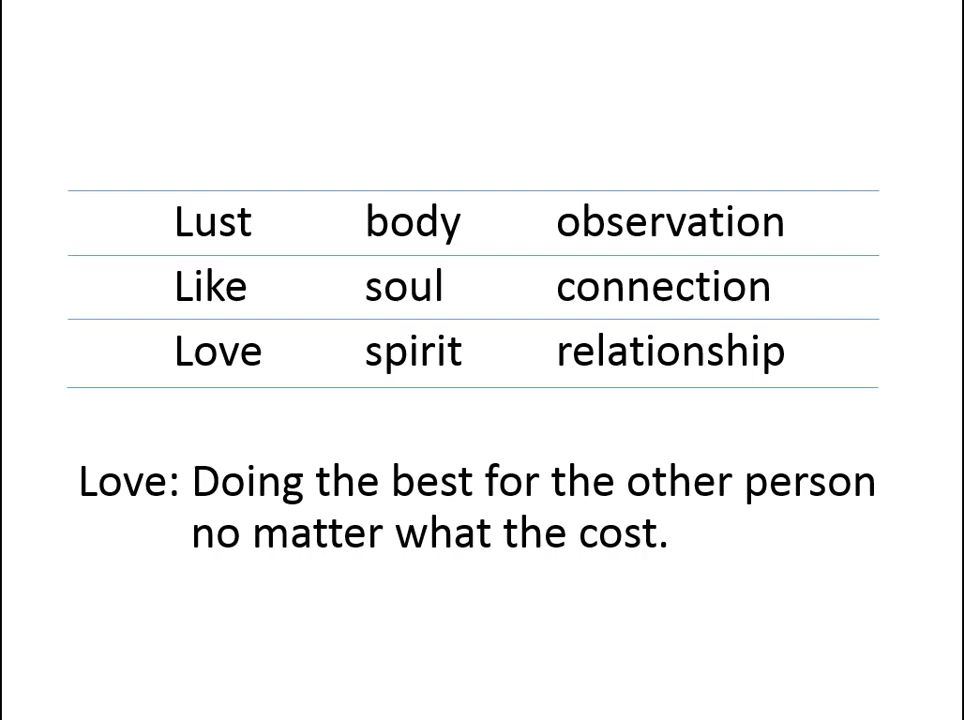 Lust body observation
Like soul connection
Love spirit relationship
Love: Doing the best for the other person
no matter what the cost.